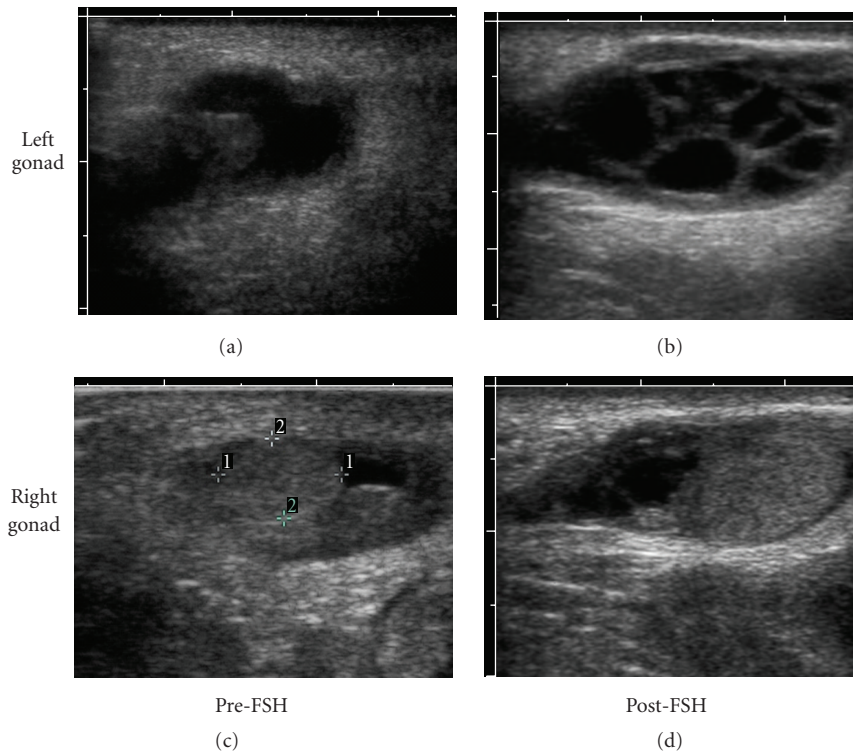 Left
gonad
(a)
(b)
2
1
1
2
Right
gonad
Pre-FSH
Post-FSH
(c)
(d)